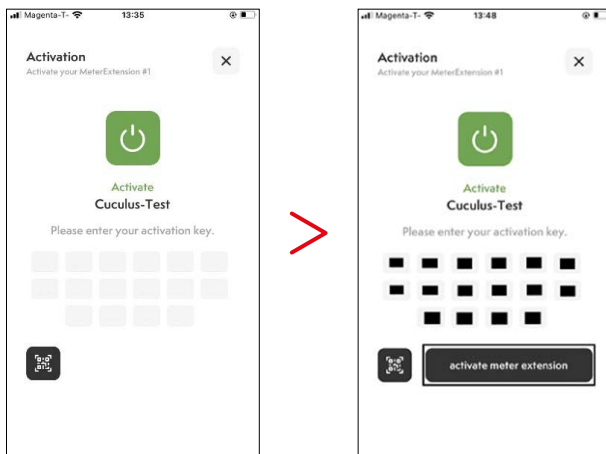 Magenta-T- 13:35
Activation
Activate your MeterExtension #1
Activate
Cuculus-Test
Please enter your activation key.
Magenta-T- 13:48
Activation
Activate your MeterExtension #1
Activate
Cuculus-Test
Please enter your activation key.
activate meter extension